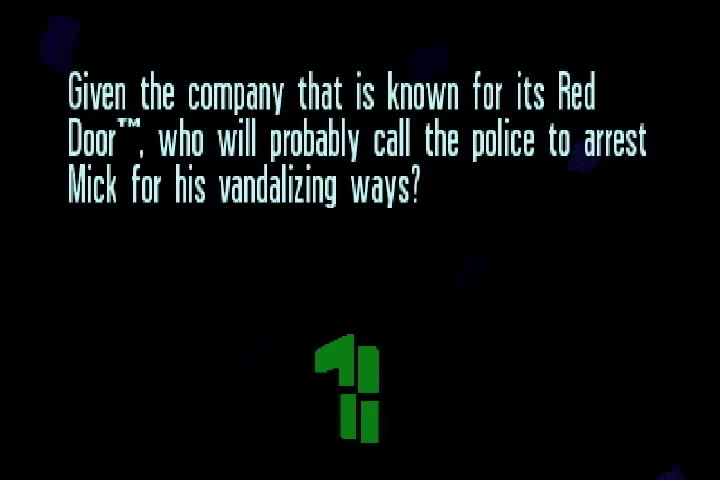 Given the company that is known for its Red
Door™, who will probably call the police to arrest
Mick for his vandalizing ways?
1